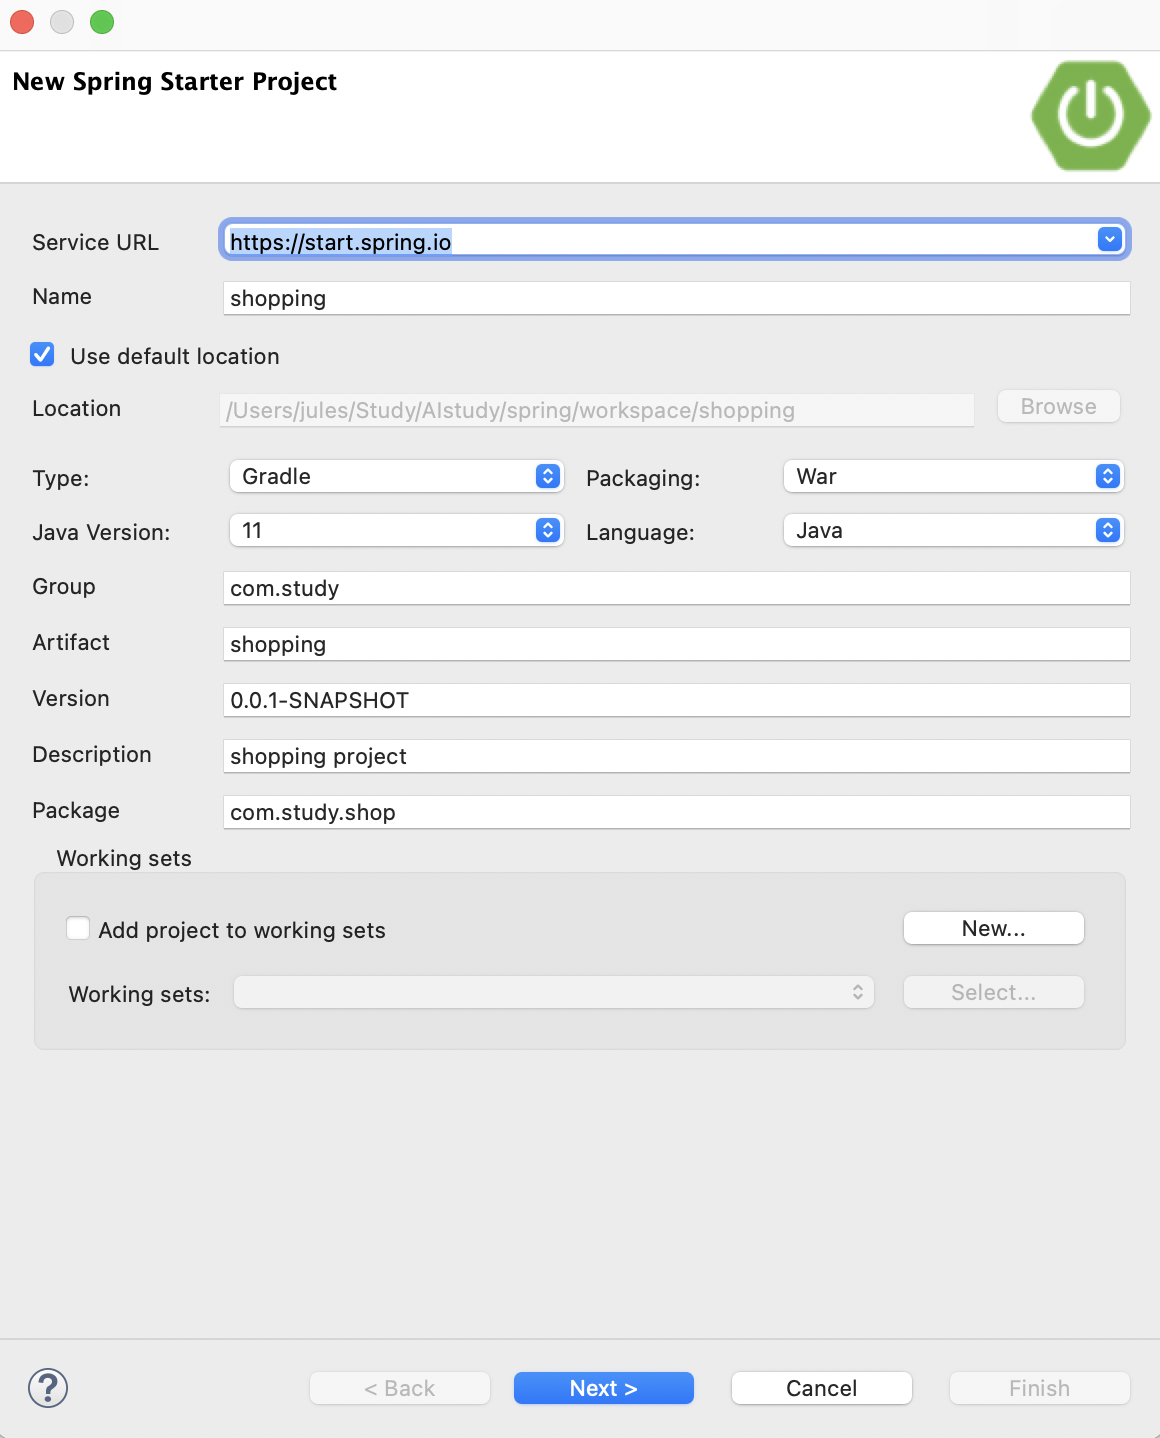 New Spring Starter Project
Service URL https://start.spring.io
Name shopping
Use default location
Location /Users/jules/Study/AIstudy/spring/workspace/shopping Browse
Type: Gradle Packaging: War
Java Version: 11 Language: Java
Group com.study
Artifact shopping
Version 0.0.1-SNAPSHOT
Description shopping project
Package com.study.shop
Working sets
Add project to working sets New...
Working sets: Select...
? < Back Next > Cancel Finish